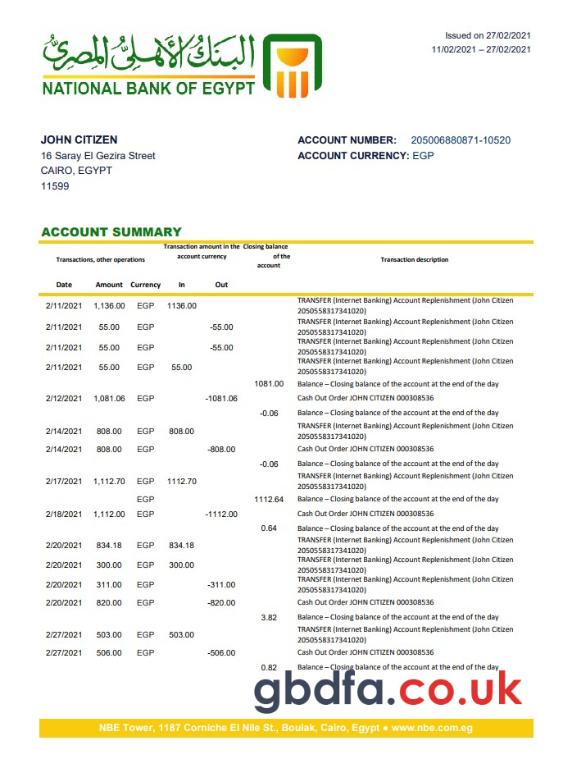 البنك الأهلي المصري
NATIONAL BANK OF EGYPT
Issued on 27/02/2021
11/02/2021 – 27/02/2021
JOHN CITIZEN
16 Saray El Gezira Street
CAIRO, EGYPT
11599
ACCOUNT NUMBER: 205006880871-10520
ACCOUNT CURRENCY: EGP
ACCOUNT SUMMARY
Transactions, other operations
Transaction amount in the
account currency
Closing balance
of the
account
Transaction description
Date Amount Currency In Out
2/11/2021 1,136.00 EGP 1136.00 TRANSFER (Internet Banking) Account Replenishment (John Citizen
2050558317341020)
2/11/2021 55.00 EGP -55.00 TRANSFER (Internet Banking) Account Replenishment (John Citizen
2050558317341020)
2/11/2021 55.00 EGP -55.00 TRANSFER (Internet Banking) Account Replenishment (John Citizen
2050558317341020)
2/11/2021 55.00 EGP 55.00 TRANSFER (Internet Banking) Account Replenishment (John Citizen
2050558317341020)
1081.00 Balance – Closing balance of the account at the end of the day
2/12/2021 1,081.06 EGP -1081.06 Cash Out Order JOHN CITIZEN 000308536
-0.06 Balance – Closing balance of the account at the end of the day
2/14/2021 808.00 EGP 808.00 TRANSFER (Internet Banking) Account Replenishment (John Citizen
2050558317341020)
2/14/2021 808.00 EGP -808.00 Cash Out Order JOHN CITIZEN 000308536
-0.06 Balance – Closing balance of the account at the end of the day
2/17/2021 1,112.70 EGP 1112.70 TRANSFER (Internet Banking) Account Replenishment (John Citizen
2050558317341020)
EGP 1112.64 Balance – Closing balance of the account at the end of the day
2/18/2021 1,112.00 EGP -1112.00 Cash Out Order JOHN CITIZEN 000308536
0.64 Balance – Closing balance of the account at the end of the day
2/20/2021 834.18 EGP 834.18 TRANSFER (Internet Banking) Account Replenishment (John Citizen
2050558317341020)
2/20/2021 300.00 EGP 300.00 TRANSFER (Internet Banking) Account Replenishment (John Citizen
2050558317341020)
2/20/2021 311.00 EGP -311.00 TRANSFER (Internet Banking) Account Replenishment (John Citizen
2050558317341020)
2/20/2021 820.00 EGP -820.00 Cash Out Order JOHN CITIZEN 000308536
3.82 Balance – Closing balance of the account at the end of the day
2/27/2021 503.00 EGP 503.00 TRANSFER (Internet Banking) Account Replenishment (John Citizen
2050558317341020)
2/27/2021 506.00 EGP -506.00 Cash Out Order JOHN CITIZEN 000308536
0.82 Balance – Closing balance of the account at the end of the day
gbdfa.co.uk
NBE Tower, 1187 Corniche El Nile St., Boulak, Cairo, Egypt ● www.nbe.com.eg